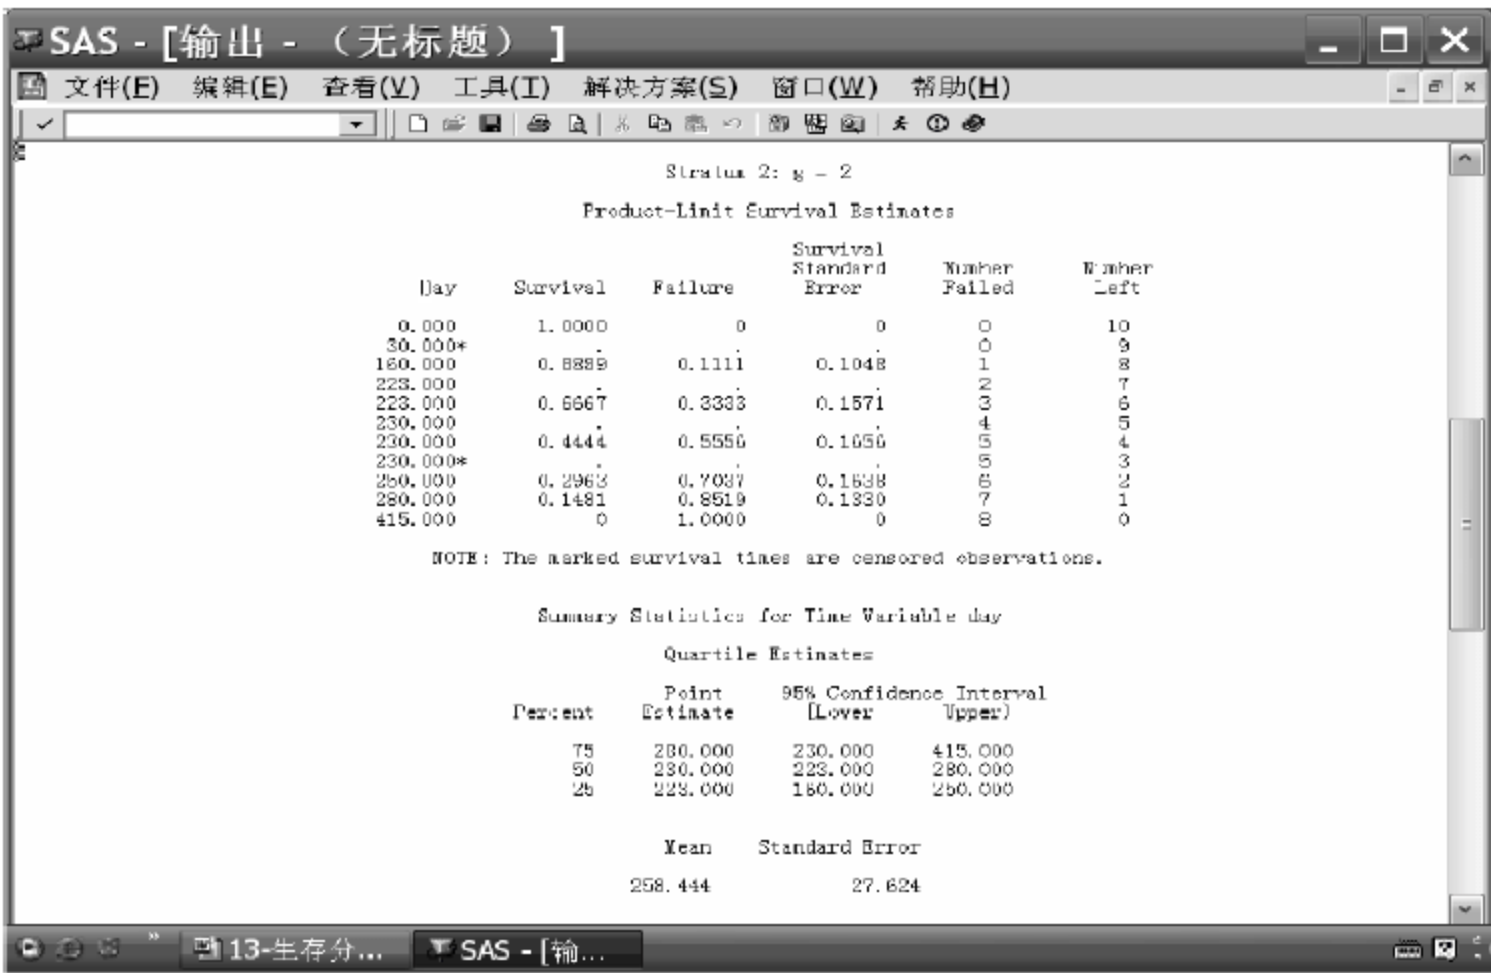 SAS - [输出 - （无标题） ]
文件(F) 编辑(E) 查看(V) 工具(T) 解决方案(S) 窗口(W) 帮助(H)
Stratum 2: g = 2
Product-Limit Survival Estimates
Survival
Standard Number Number
Day Survival Failure Error Failed Left
0.000 1.0000 0 0 0 10
30.000* . . . 0 9
160.000 0.8889 0.1111 0.1048 1 8
223.000 . . . 2 7
223.000 0.6667 0.3333 0.1571 3 6
230.000 . . . 4 5
230.000 0.4444 0.5556 0.1656 5 4
230.000* . . . 5 3
250.000 0.2963 0.7037 0.1638 6 2
280.000 0.1481 0.8519 0.1330 7 1
415.000 0 1.0000 0 8 0
NOTE: The marked survival times are censored observations.
Summary Statistics for Time Variable day
Quartile Estimates
Point 95% Confidence Interval
Percent Estimate [Lower Upper)
75 280.000 230.000 415.000
50 230.000 223.000 280.000
25 223.000 160.000 250.000
Mean Standard Error
258.444 27.624
13-生存分... SAS - [输...